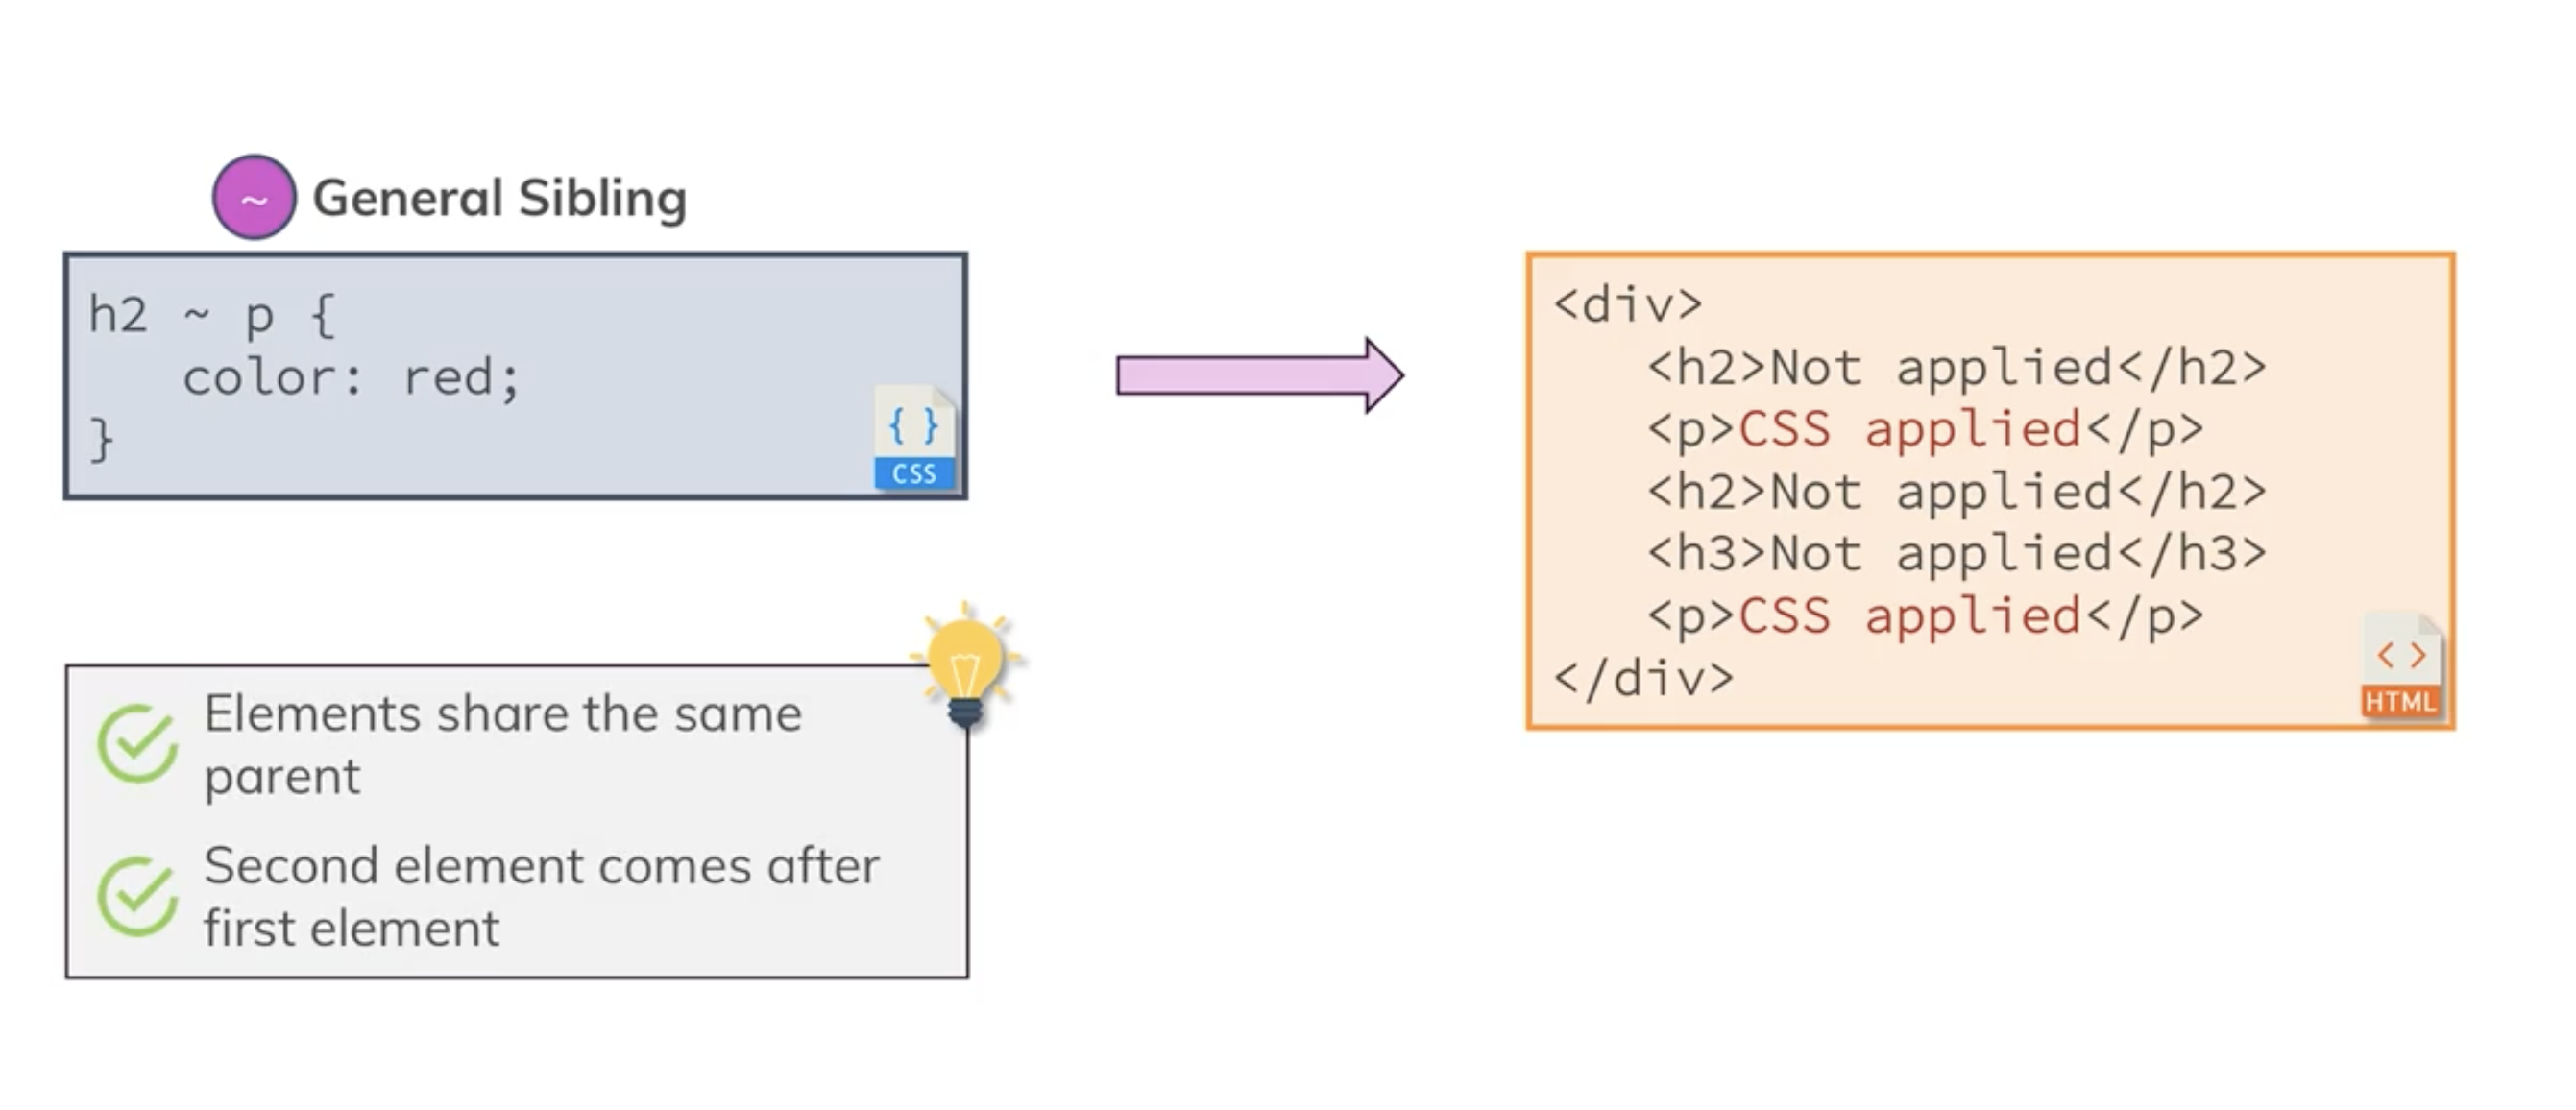 ~ General Sibling
h2 ~ p {
color: red;
}
{ }
CSS
Elements share the same
parent
Second element comes after
first element
<div>
<h2>Not applied</h2>
<p>CSS applied</p>
<h2>Not applied</h2>
<h3>Not applied</h3>
<p>CSS applied</p>
</div>
< >
HTML